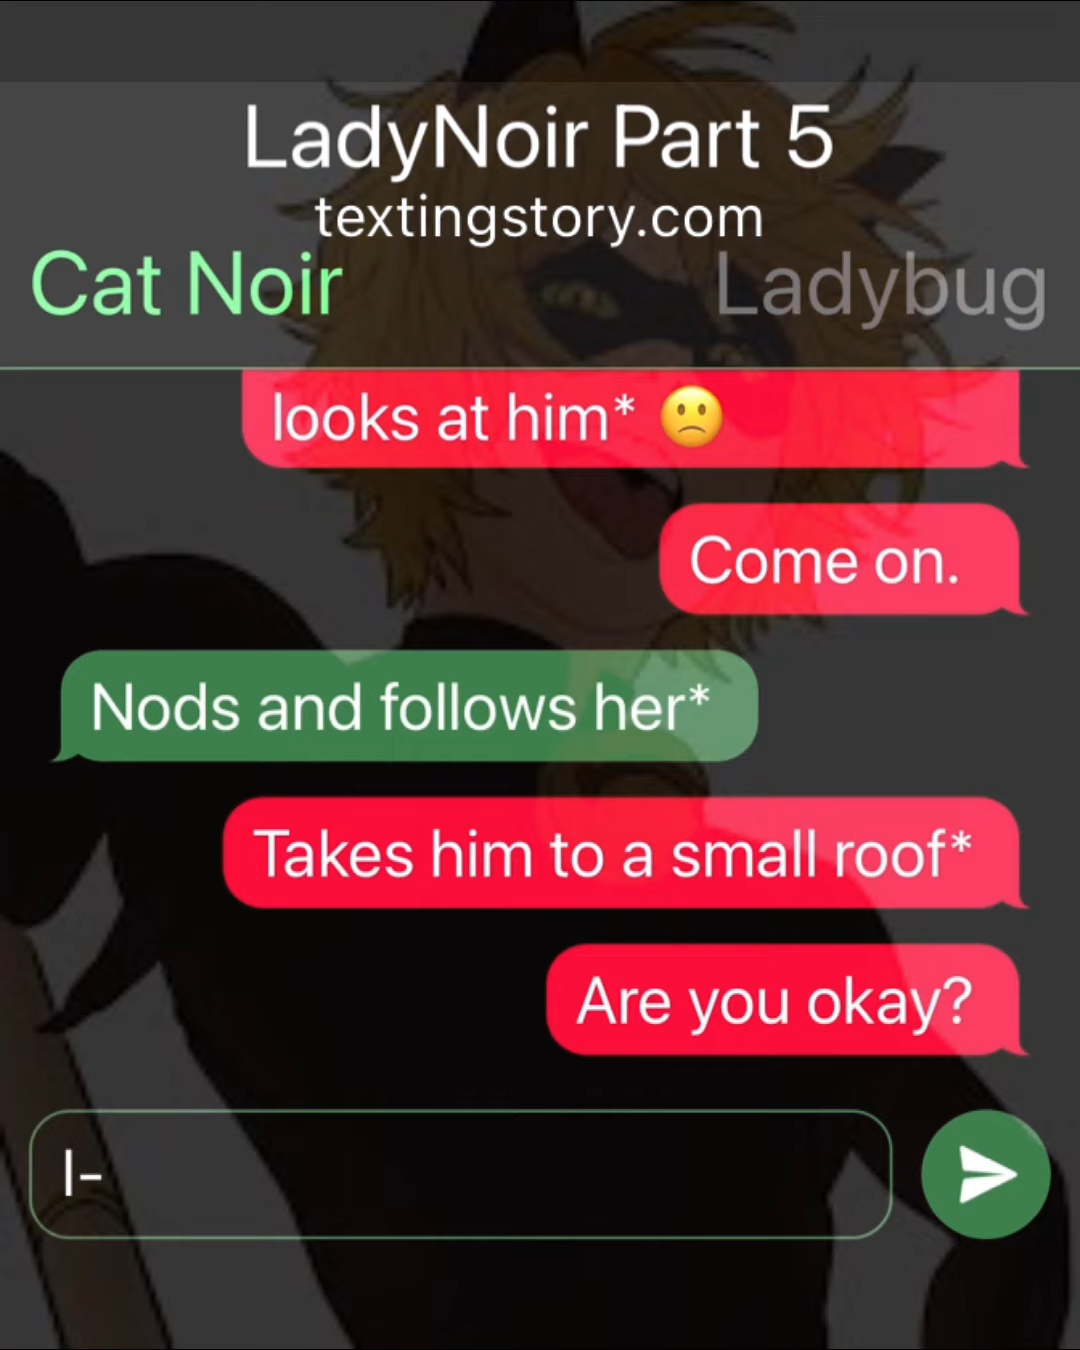 LadyNoir Part 5
textingstory.com
Cat Noir
Ladybug
looks at him* 🙁
Come on.
Nods and follows her*
Takes him to a small roof*
Are you okay?
I-